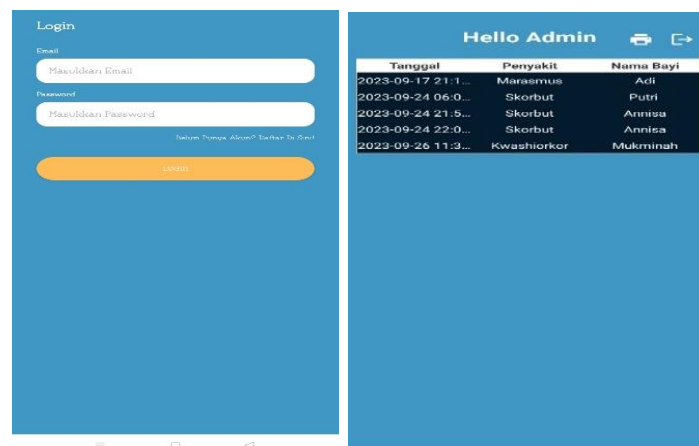 Login
Email
Masukkan Email
Password
Masukkan Password
Belum Punya Akun? Daftar Di Sini!
LOGIN
Hello Admin
Tanggal Penyakit Nama Bayi
2023-09-17 21:1... Marasmus Adi
2023-09-24 06:0... Skorbut Putri
2023-09-24 21:5... Skorbut Annisa
2023-09-24 22:0... Skorbut Annisa
2023-09-26 11:3... Kwashiorkor Mukminah